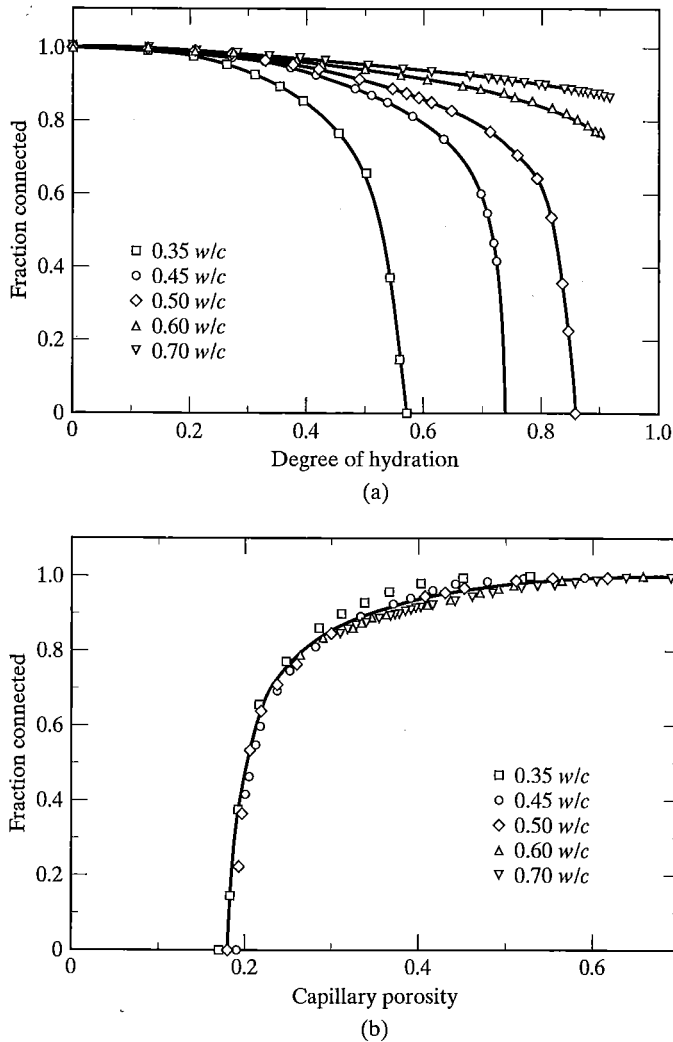 1.0
0.8
0.6
0.4
0.2
0
Fraction connected
0.35 w/c
0.45 w/c
0.50 w/c
0.60 w/c
0.70 w/c
0 0.2 0.4 0.6 0.8 1.0
Degree of hydration
(a)
1.0
0.8
0.6
0.4
0.2
0
Fraction connected
0.35 w/c
0.45 w/c
0.50 w/c
0.60 w/c
0.70 w/c
0 0.2 0.4 0.6
Capillary porosity
(b)